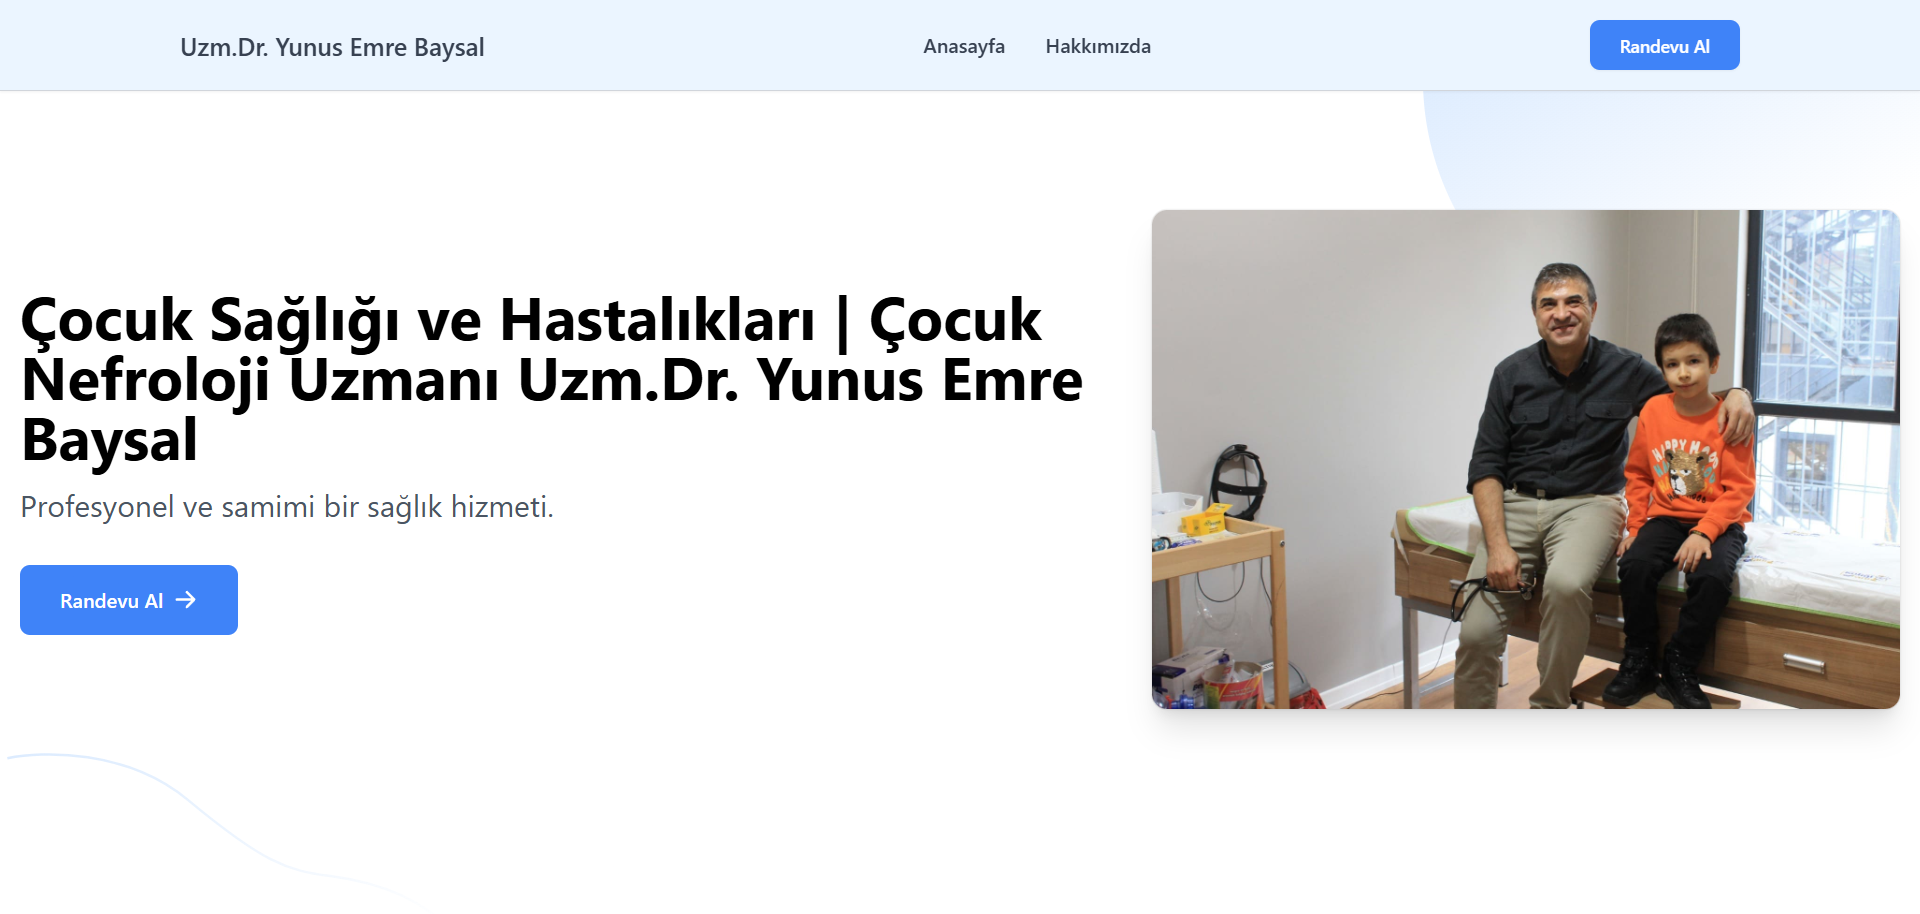 Uzm.Dr. Yunus Emre Baysal
Anasayfa
Hakkımızda
Randevu Al
Çocuk Sağlığı ve Hastalıkları | Çocuk
Nefroloji Uzmanı Uzm.Dr. Yunus Emre
Baysal
Profesyonel ve samimi bir sağlık hizmeti.
Randevu Al